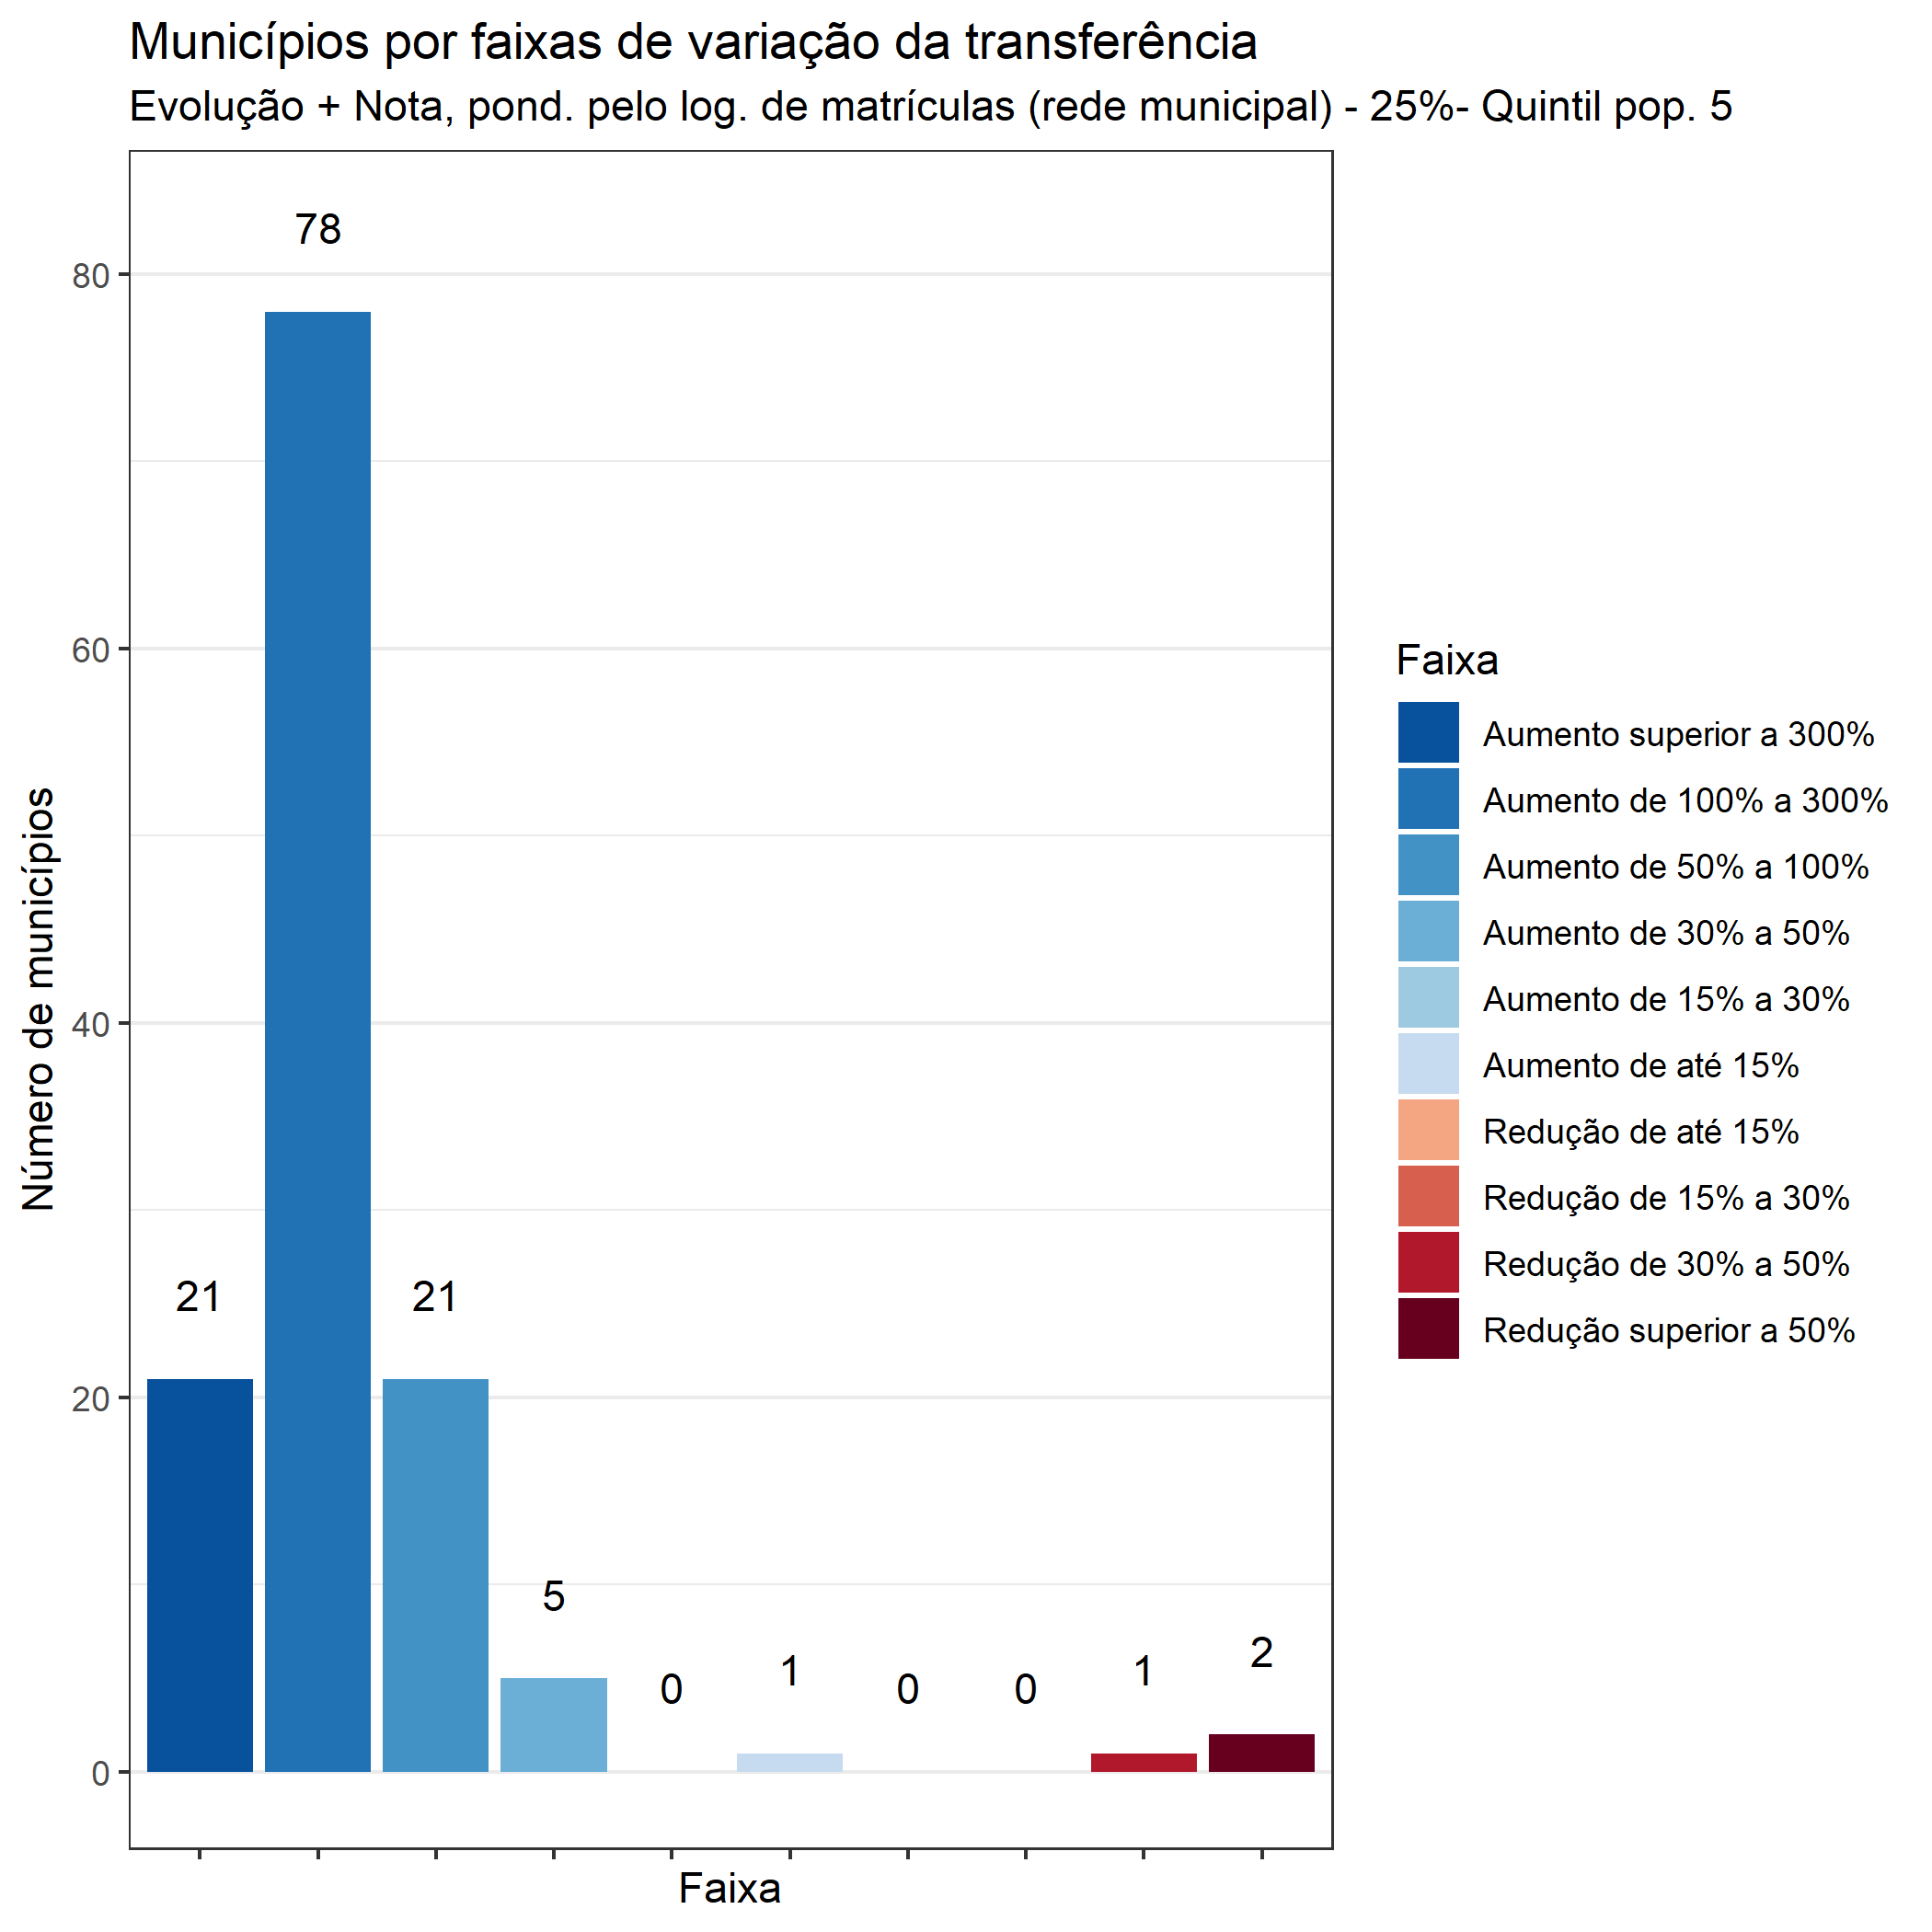 Municípios por faixas de variação da transferência
Evolução + Nota, pond. pelo log. de matrículas (rede municipal) - 25%- Quintil pop. 5
Número de municípios
80
60
40
20
0
78
21
21
5
0
1
0
0
1
2
Faixa
Faixa
Aumento superior a 300%
Aumento de 100% a 300%
Aumento de 50% a 100%
Aumento de 30% a 50%
Aumento de 15% a 30%
Aumento de até 15%
Redução de até 15%
Redução de 15% a 30%
Redução de 30% a 50%
Redução superior a 50%